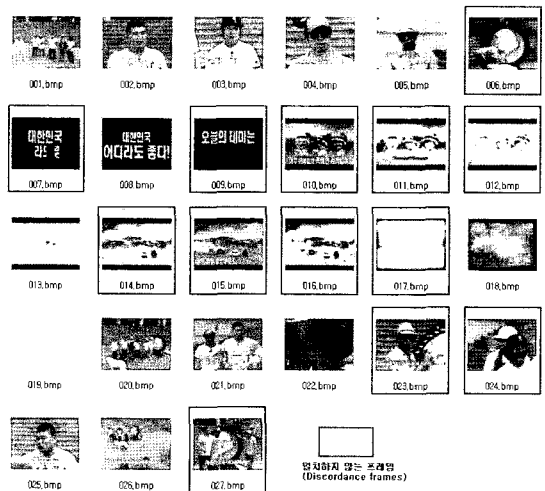 001.bmp 002.bmp 003.bmp 004.bmp 005.bmp 006.bmp
대한민국
대한민국
어디라도 좋다!
오늘의 테마는
007.bmp 008.bmp 009.bmp 010.bmp 011.bmp 012.bmp
013.bmp 014.bmp 015.bmp 016.bmp 017.bmp 018.bmp
019.bmp 020.bmp 021.bmp 022.bmp 023.bmp 024.bmp
025.bmp 026.bmp 027.bmp
일치하지 않는 프레임
(Discordance frames)